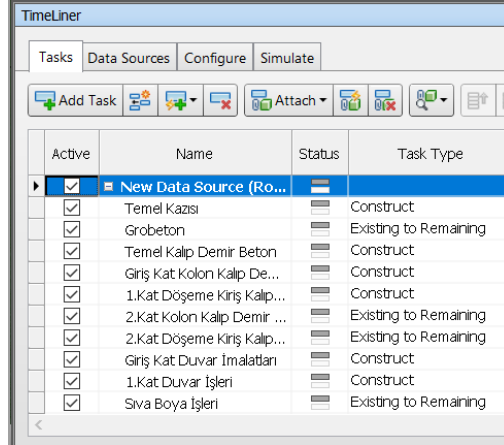 TimeLiner
Tasks Data Sources Configure Simulate
Add Task Attach
Active Name Status Task Type
New Data Source (Ro...
Temel Kazısı Construct
Grobeton Existing to Remaining
Temel Kalıp Demir Beton Construct
Giriş Kat Kolon Kalıp De... Construct
1.Kat Döşeme Kiriş Kalıp... Construct
2.Kat Kolon Kalıp Demir ... Existing to Remaining
2.Kat Döşeme Kiriş Kalıp... Existing to Remaining
Giriş Kat Duvar İmalatları Construct
1.Kat Duvar İşleri Construct
Sıva Boya İşleri Existing to Remaining